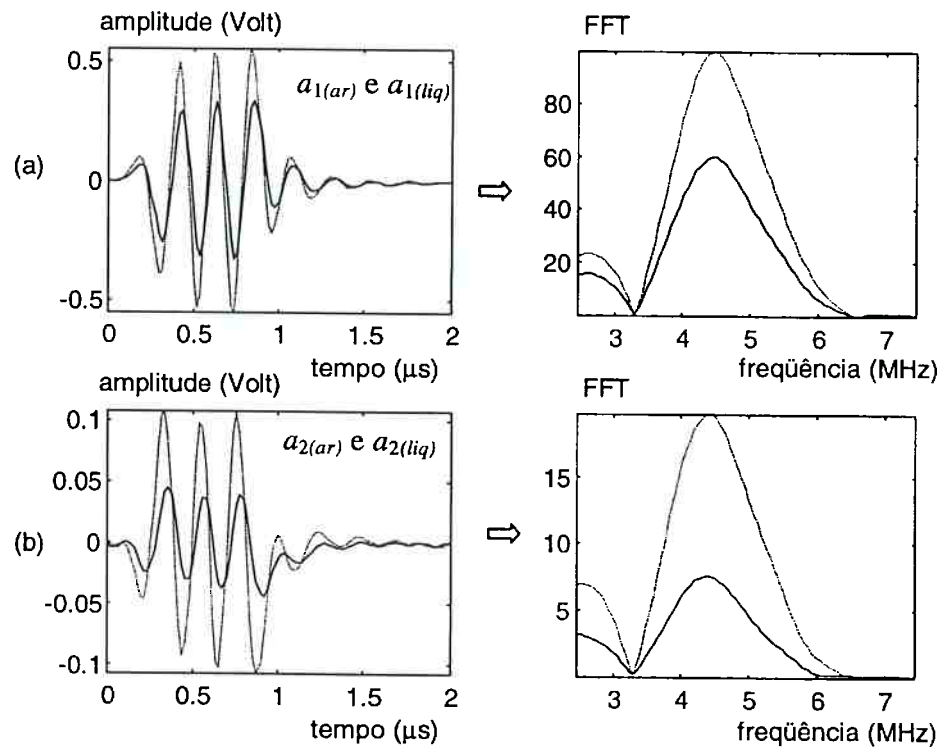 amplitude (Volt)
FFT
(a)
0.5
0
-0.5
a1(ar) e a1(liq)
0 0.5 1 1.5 2
tempo (µs)
80
60
40
20
3 4 5 6 7
freqüência (MHz)
amplitude (Volt)
FFT
(b)
0.1
0.05
0
-0.05
-0.1
a2(ar) e a2(liq)
0 0.5 1 1.5 2
tempo (µs)
15
10
5
3 4 5 6 7
freqüência (MHz)